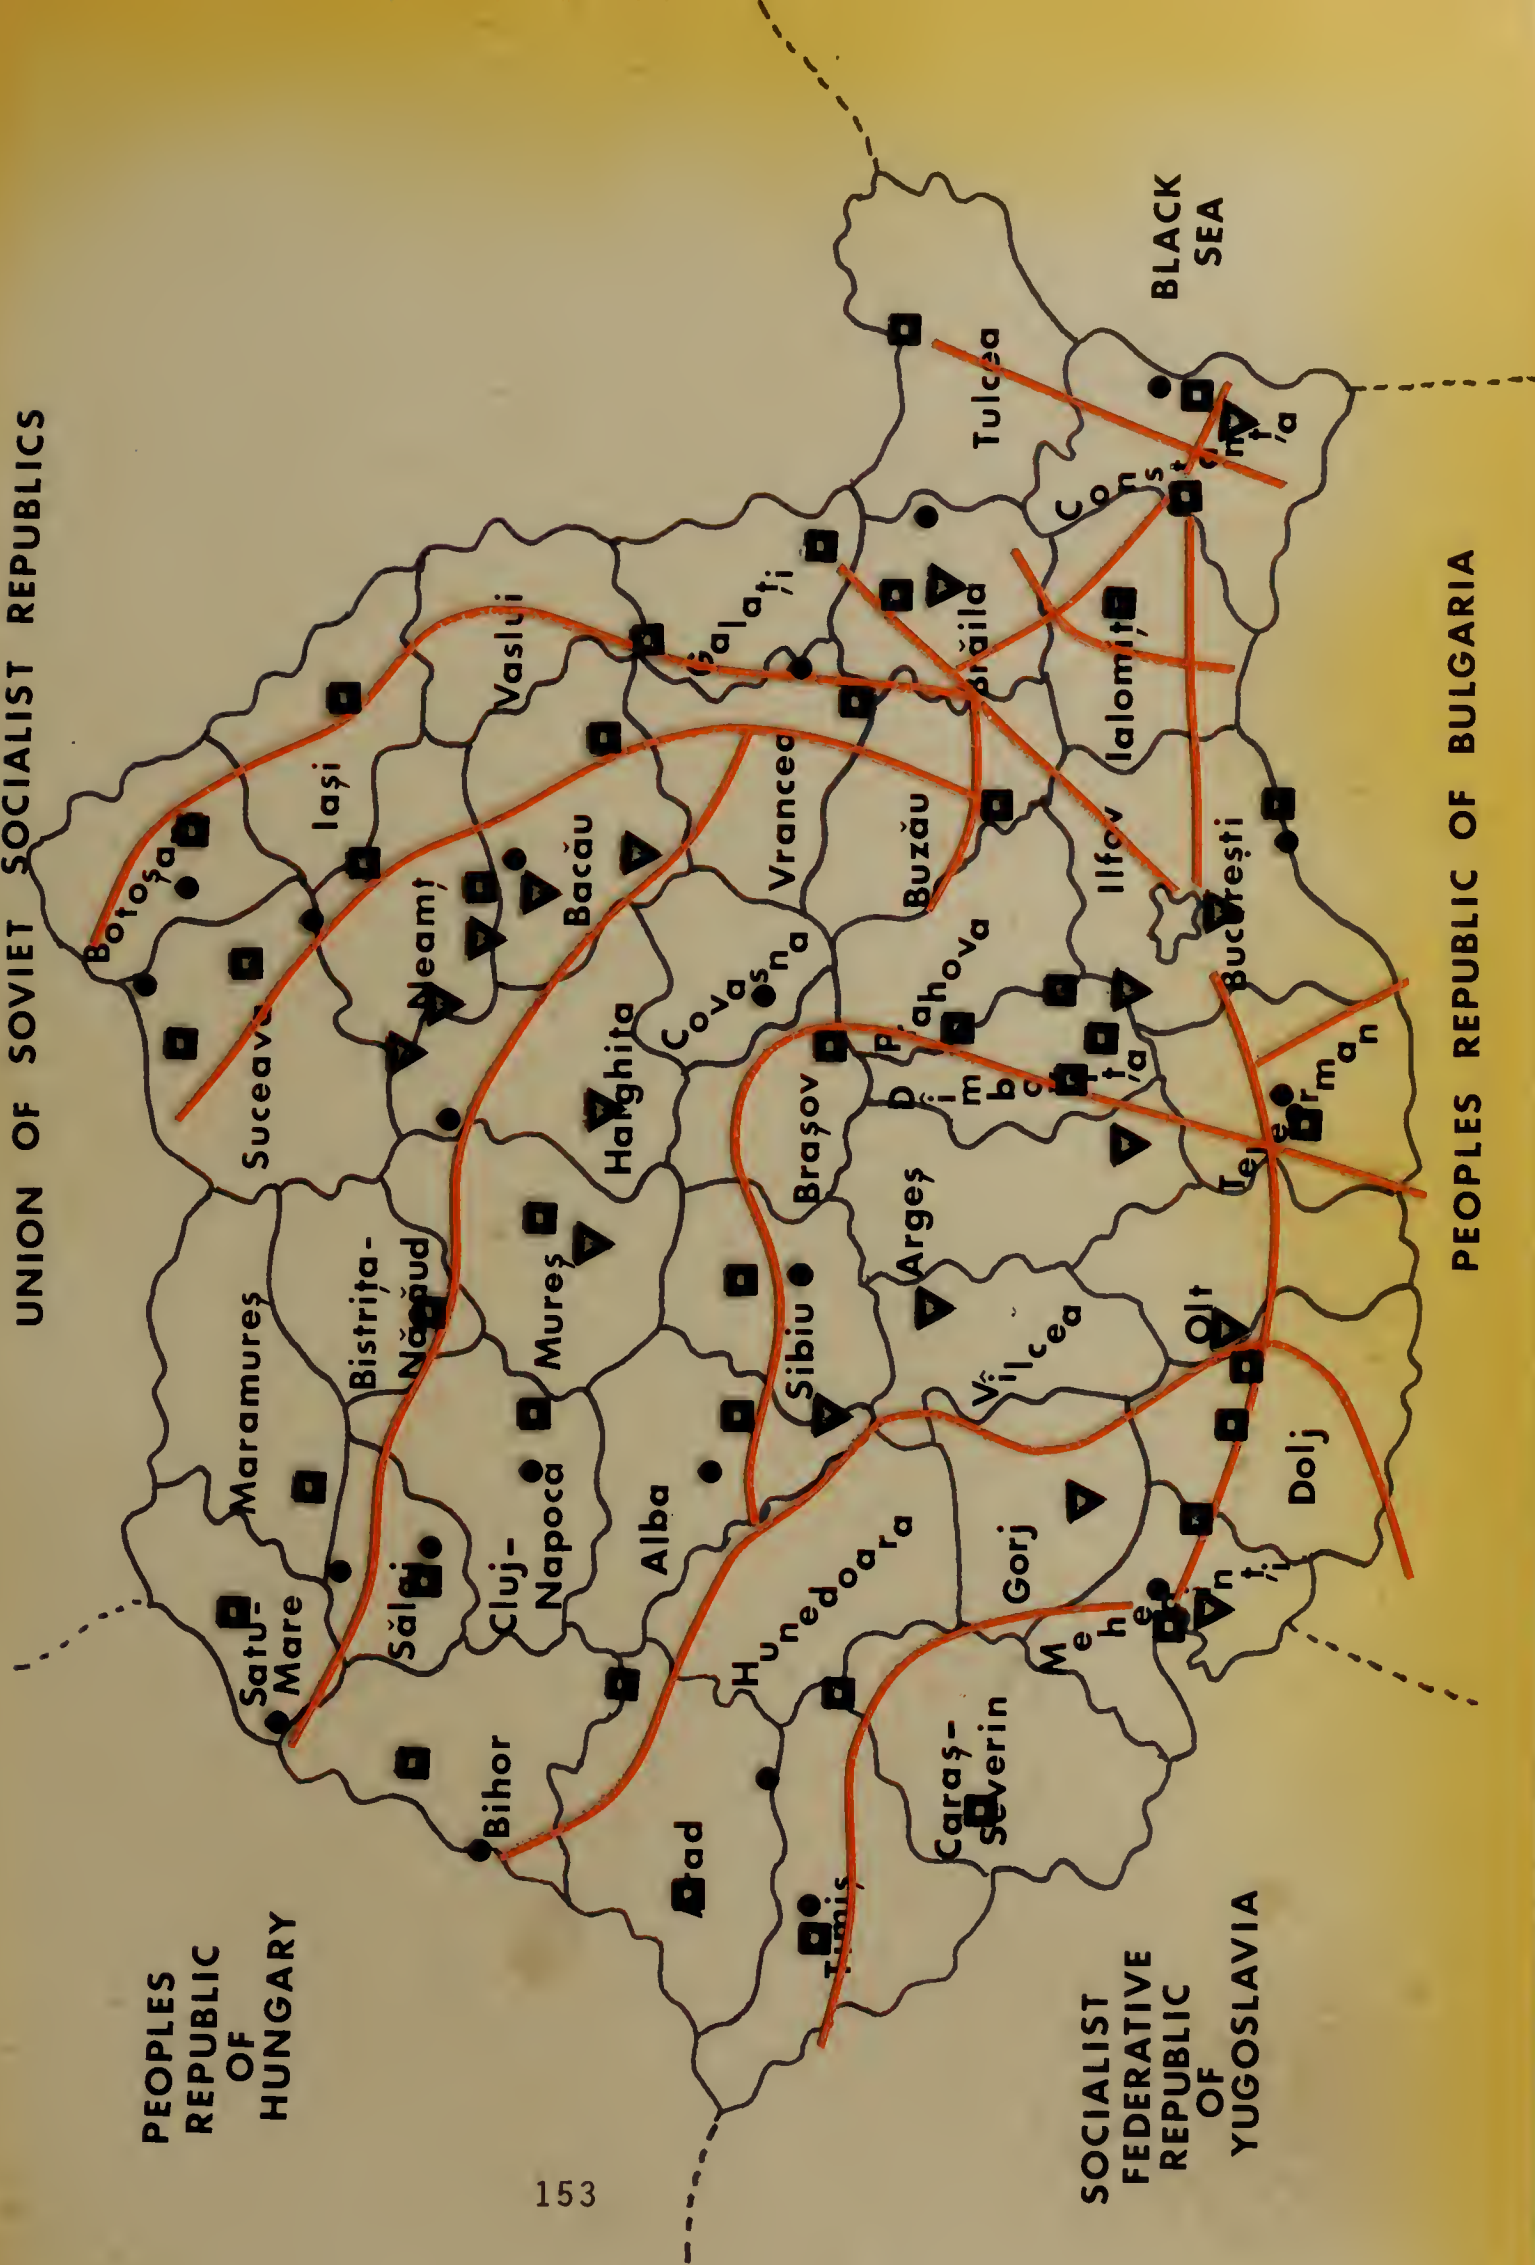 UNION OF SOVIET SOCIALIST REPUBLICS
PEOPLES
REPUBLIC
OF
HUNGARY
Satu-
Mare
Maramureș
Suceava
Botoșa
Iași
Bistrița-
Năsăud
Neamț
Vaslui
Sălaj
Bihor
Cluj-
Napoca
Mureș
Harghita
Bacău
Alba
Arad
Covasna
Galați
Hunedoara
Sibiu
Brașov
Vrancea
Timiș
Caraș-
Severin
Gorj
Vîlcea
Argeș
Dîmbovița
Prahova
Buzău
Brăila
Tulcea
Mehedinți
Dolj
Olt
Teleorman
Ilfov
București
Ialomița
Constanța
BLACK
SEA
SOCIALIST
FEDERATIVE
REPUBLIC
OF
YUGOSLAVIA
PEOPLES REPUBLIC OF BULGARIA
153